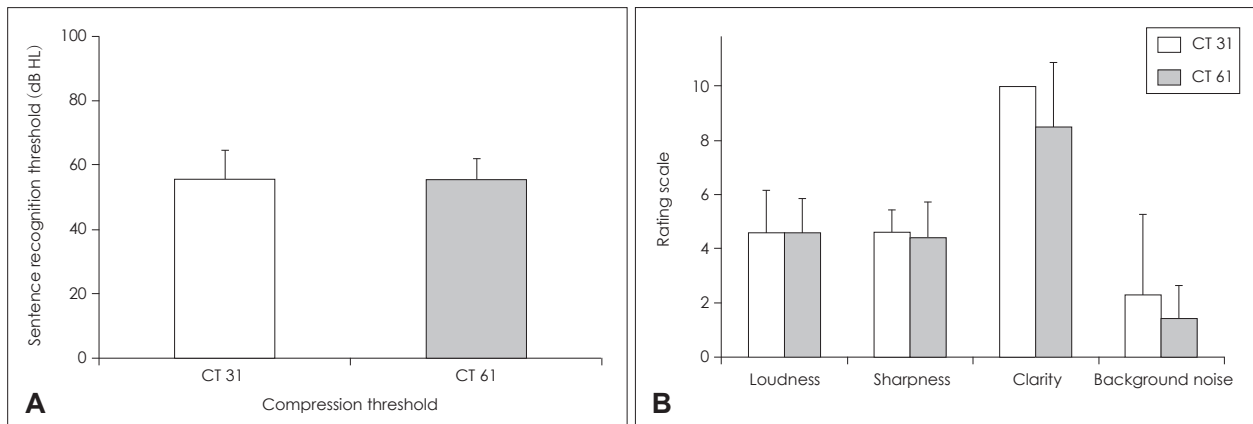 Sentence recognition threshold (dB HL)
100
80
60
40
20
0
CT 31
CT 61
Compression threshold
A
Rating scale
10
8
6
4
2
0
Loudness
Sharpness
Clarity
Background noise
CT 31
CT 61
B